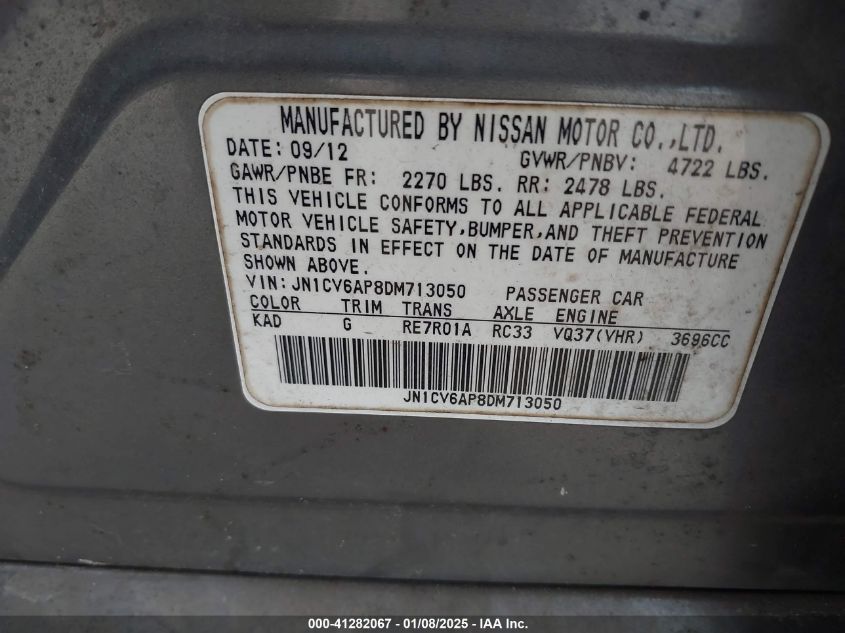 MANUFACTURED BY NISSAN MOTOR CO.,LTD.
DATE: 09/12 GVWR/PNBV: 4722 LBS.
GAWR/PNBE FR: 2270 LBS. RR: 2478 LBS.
THIS VEHICLE CONFORMS TO ALL APPLICABLE FEDERAL
MOTOR VEHICLE SAFETY,BUMPER,AND THEFT PREVENTION
STANDARDS IN EFFECT ON THE DATE OF MANUFACTURE
SHOWN ABOVE.
VIN:JN1CV6AP8DM713050 PASSENGER CAR
COLOR TRIM TRANS AXLE ENGINE
KAD G RE7R01A RC33 VQ37(VHR) 3696CC
JN1CV6AP8DM713050
000-41282067 - 01/08/2025 - IAA Inc.